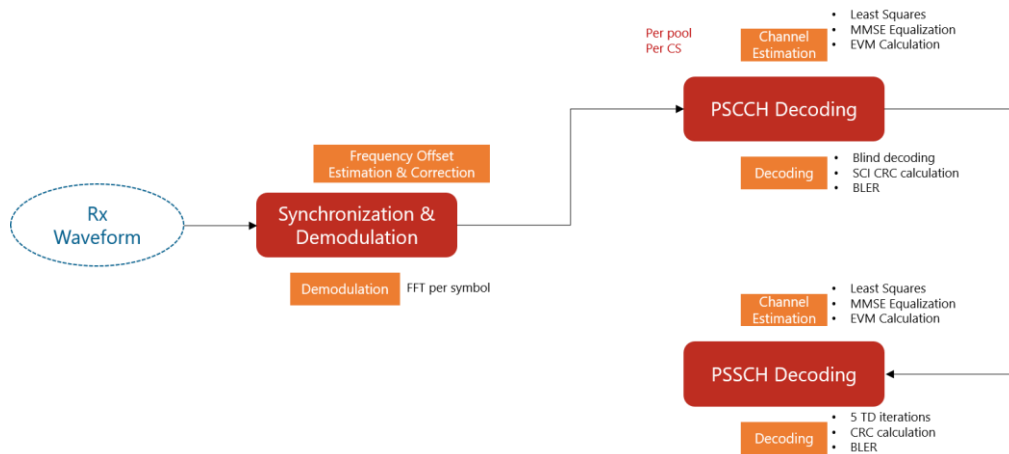 Per pool
Per CS
Channel
Estimation
• Least Squares
• MMSE Equalization
• EVM Calculation
PSCCH Decoding
Decoding
• Blind decoding
• SCI CRC calculation
• BLER
Frequency Offset
Estimation & Correction
Rx
Waveform
Synchronization &
Demodulation
Demodulation
FFT per symbol
Channel
Estimation
• Least Squares
• MMSE Equalization
• EVM Calculation
PSSCH Decoding
Decoding
• 5 TD iterations
• CRC calculation
• BLER